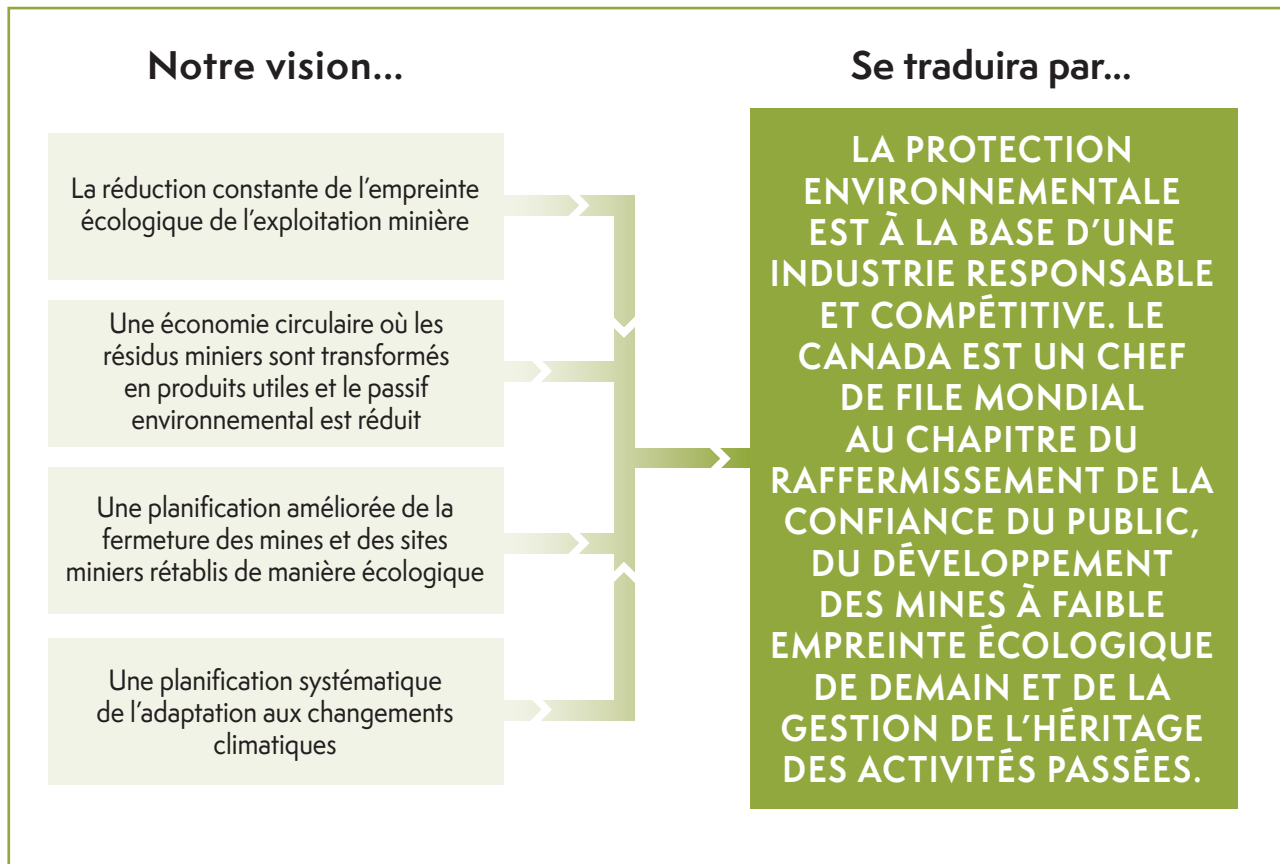 Notre vision...
La réduction constante de l'empreinte
écologique de l'exploitation minière
Une économie circulaire où les
résidus miniers sont transformés
en produits utiles et le passif
environnemental est réduit
Une planification améliorée de la
fermeture des mines et des sites
miniers rétablis de manière écologique
Une planification systématique
de l'adaptation aux changements
climatiques
Se traduira par...
LA PROTECTION
ENVIRONNEMENTALE
EST À LA BASE D'UNE
INDUSTRIE RESPONSABLE
ET COMPÉTITIVE. LE
CANADA EST UN CHEF
DE FILE MONDIAL
AU CHAPITRE DU
RAFFERMISSEMENT DE LA
CONFIANCE DU PUBLIC,
DU DÉVELOPPEMENT
DES MINES À FAIBLE
EMPREINTE ÉCOLOGIQUE
DE DEMAIN ET DE LA
GESTION DE L'HÉRITAGE
DES ACTIVITÉS PASSÉES.